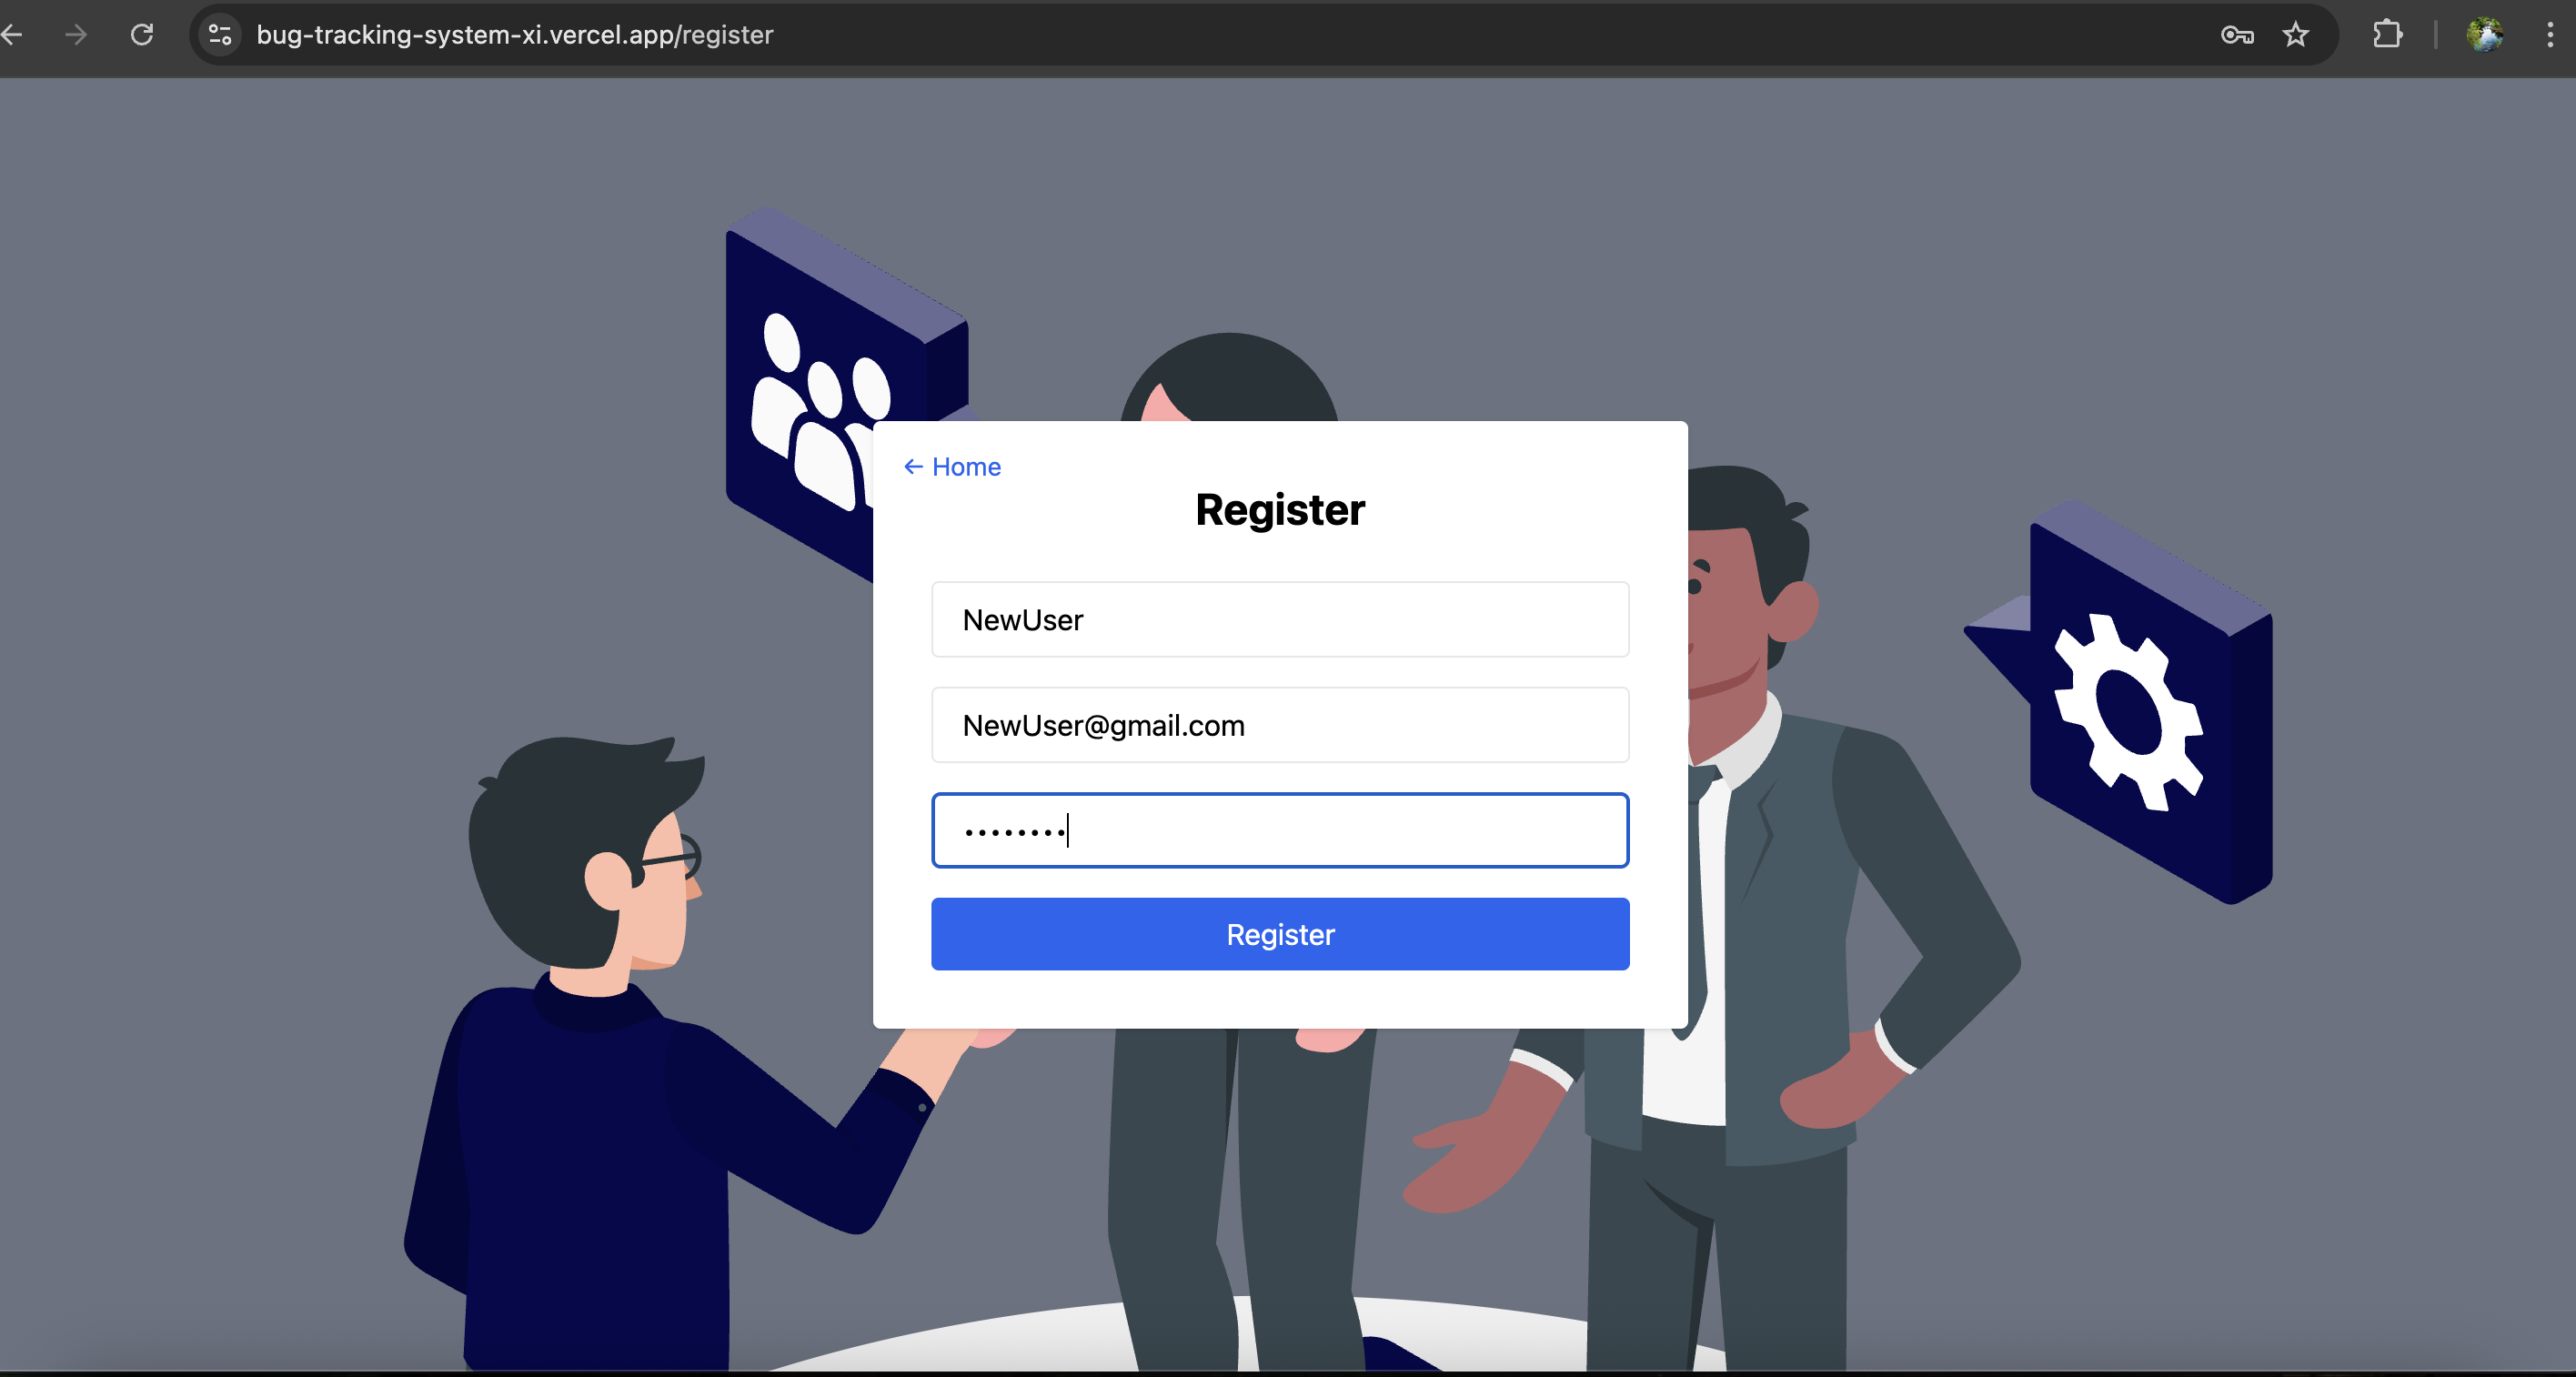 bug-tracking-system-xi.vercel.app/register
← Home
Register
NewUser
NewUser@gmail.com
••••••••
Register